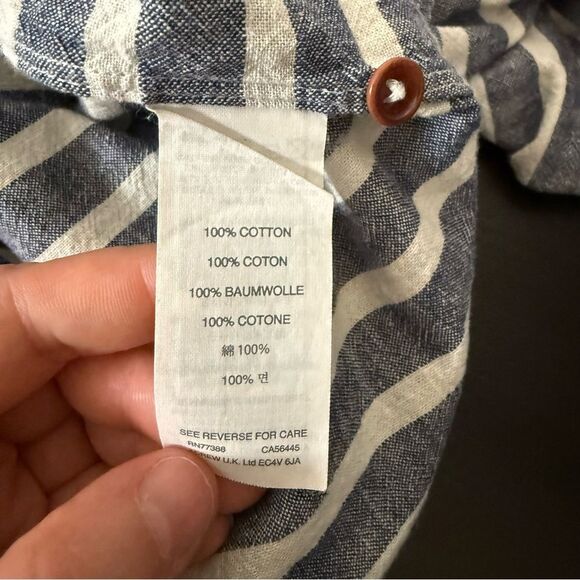 100% COTTON
100% COTON
100% BAUMWOLLE
100% COTONE
綿 100%
100% 면
SEE REVERSE FOR CARE
RN77388 CA56445
U.K. Ltd EC4V 6JA